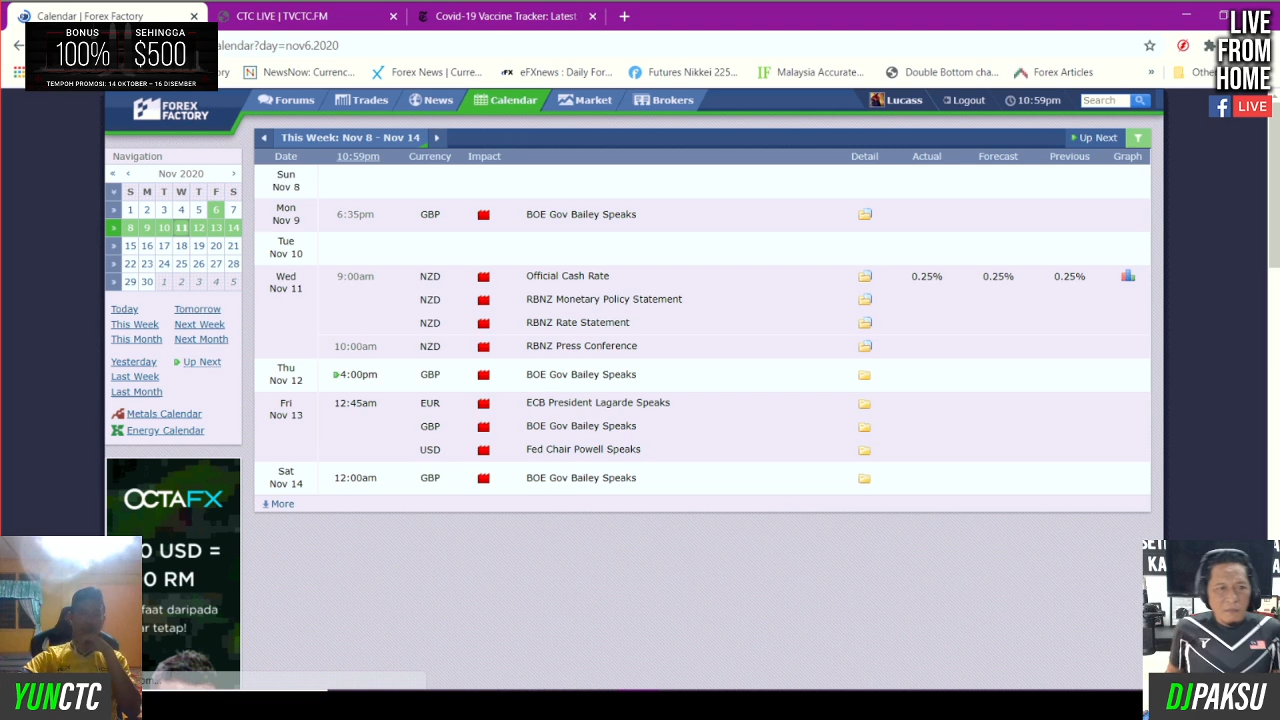 Calendar | Forex Factory
CTC LIVE | TVCTC.FM
Covid-19 Vaccine Tracker: Latest
BONUS SEHINGGA
100% $500
TEMPOH PROMOSI: 14 OKTOBER – 16 DISEMBER
alendar?day=nov6.2020
NewsNow: Currenc...
Forex News | Curre...
eFXnews : Daily For...
Futures Nikkei 225...
Malaysia Accurate...
Double Bottom cha...
Forex Articles
»
LIVE
FROM
HOME
f LIVE
FOREX
FACTORY
Forums Trades News Calendar Market Brokers
Lucass Logout 10:59pm Search
This Week: Nov 8 - Nov 14
Up Next
Date 10:59pm Currency Impact Detail Actual Forecast Previous Graph
Sun
Nov 8
Mon
Nov 9
6:35pm GBP BOE Gov Bailey Speaks
Tue
Nov 10
Wed
Nov 11
9:00am NZD Official Cash Rate 0.25% 0.25% 0.25%
NZD RBNZ Monetary Policy Statement
NZD RBNZ Rate Statement
10:00am NZD RBNZ Press Conference
Thu
Nov 12
4:00pm GBP BOE Gov Bailey Speaks
Fri
Nov 13
12:45am EUR ECB President Lagarde Speaks
GBP BOE Gov Bailey Speaks
USD Fed Chair Powell Speaks
Sat
Nov 14
12:00am GBP BOE Gov Bailey Speaks
More
Navigation
« ‹ Nov 2020 ›
S M T W T F S
» 1 2 3 4 5 6 7
» 8 9 10 11 12 13 14
» 15 16 17 18 19 20 21
» 22 23 24 25 26 27 28
» 29 30 1 2 3 4 5
Today Tomorrow
This Week Next Week
This Month Next Month
Yesterday Up Next
Last Week
Last Month
Metals Calendar
Energy Calendar
OCTAFX
0 USD =
0 RM
faat daripada
ar tetap!
YUNCTC
DJPAKSU